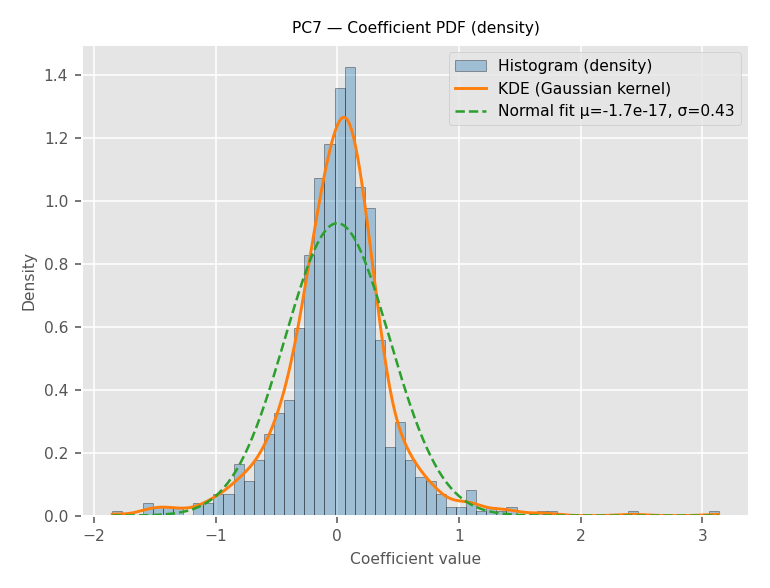 PC7 — Coefficient PDF (density)
Histogram (density)
KDE (Gaussian kernel)
Normal fit μ=-1.7e-17, σ=0.43
1.4
1.2
1.0
0.8
0.6
0.4
0.2
0.0
Density
−2
−1
0
1
2
3
Coefficient value